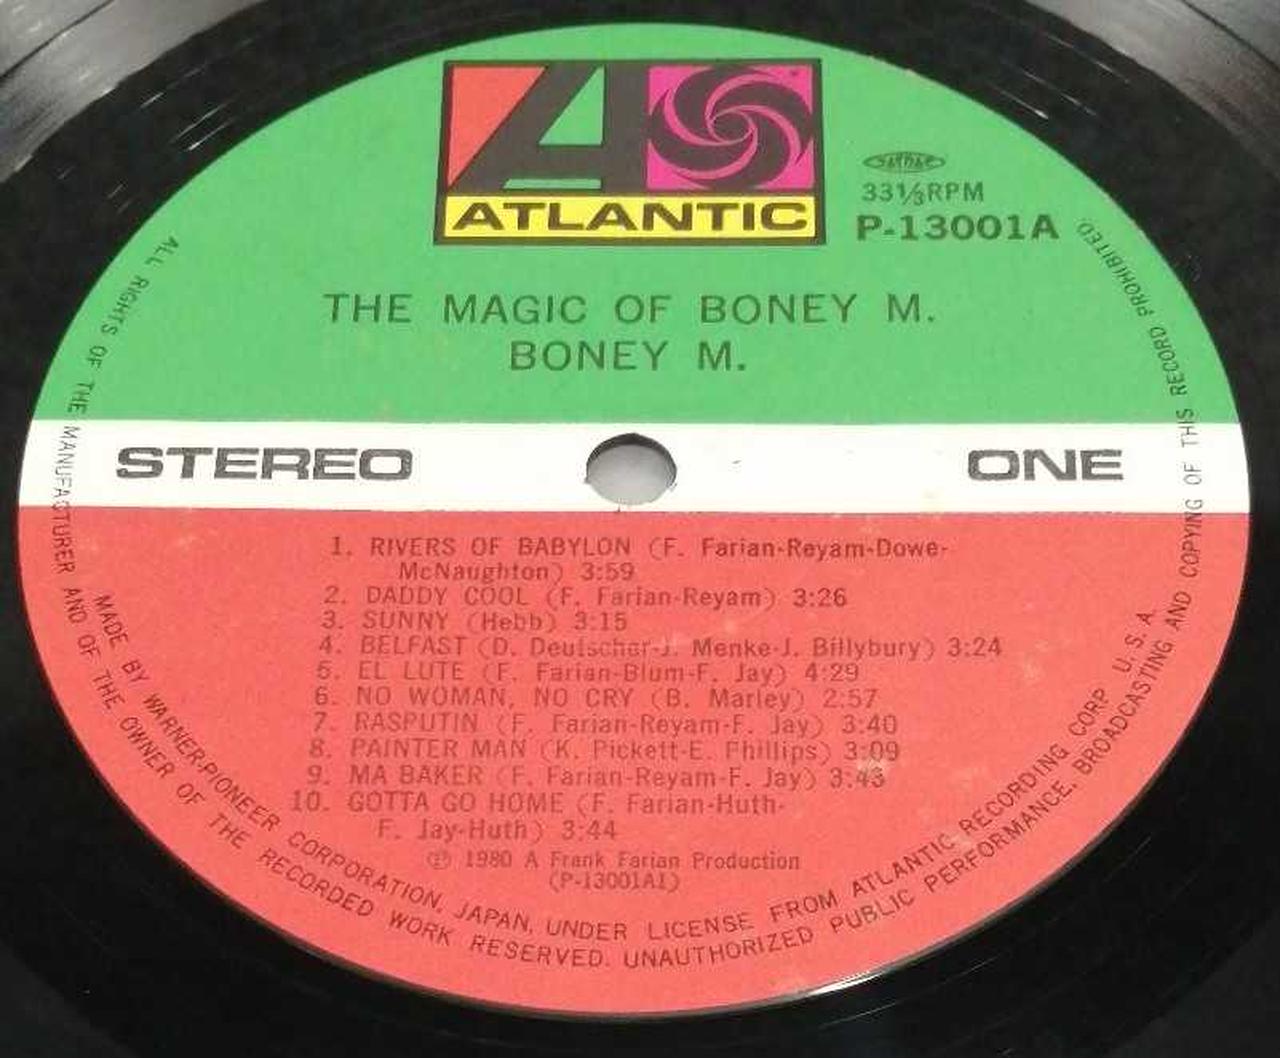 ATLANTIC
33⅓RPM
P-13001A
THE MAGIC OF BONEY M.
BONEY M.
STEREO
ONE
1. RIVERS OF BABYLON (F. Farian-Reyam-Dowe-
McNaughton) 3:59
2. DADDY COOL (F. Farian-Reyam) 3:26
3. SUNNY (Hebb) 3:15
4. BELFAST (D. Deutscher-J. Menke-J. Billybury) 3:24
5. EL LUTE (F. Farian-Blum-F. Jay) 4:29
6. NO WOMAN, NO CRY (B. Marley) 2:57
7. RASPUTIN (F. Farian-Reyam-F. Jay) 3:40
8. PAINTER MAN (K. Pickett-E. Phillips) 3:09
9. MA BAKER (F. Farian-Reyam-F. Jay) 3:43
10. GOTTA GO HOME (F. Farian-Huth-
F. Jay-Huth) 3:44
Ⓟ 1980 A Frank Farian Production
(P-13001A1)
MADE BY WARNER-PIONEER CORPORATION, JAPAN, UNDER LICENSE FROM ATLANTIC RECORDING CORP. U. S. A.
ALL RIGHTS OF THE MANUFACTURER AND OF THE OWNER OF THE RECORDED WORK RESERVED. UNAUTHORIZED PUBLIC PERFORMANCE, BROADCASTING AND COPYING OF THIS RECORD PROHIBITED.